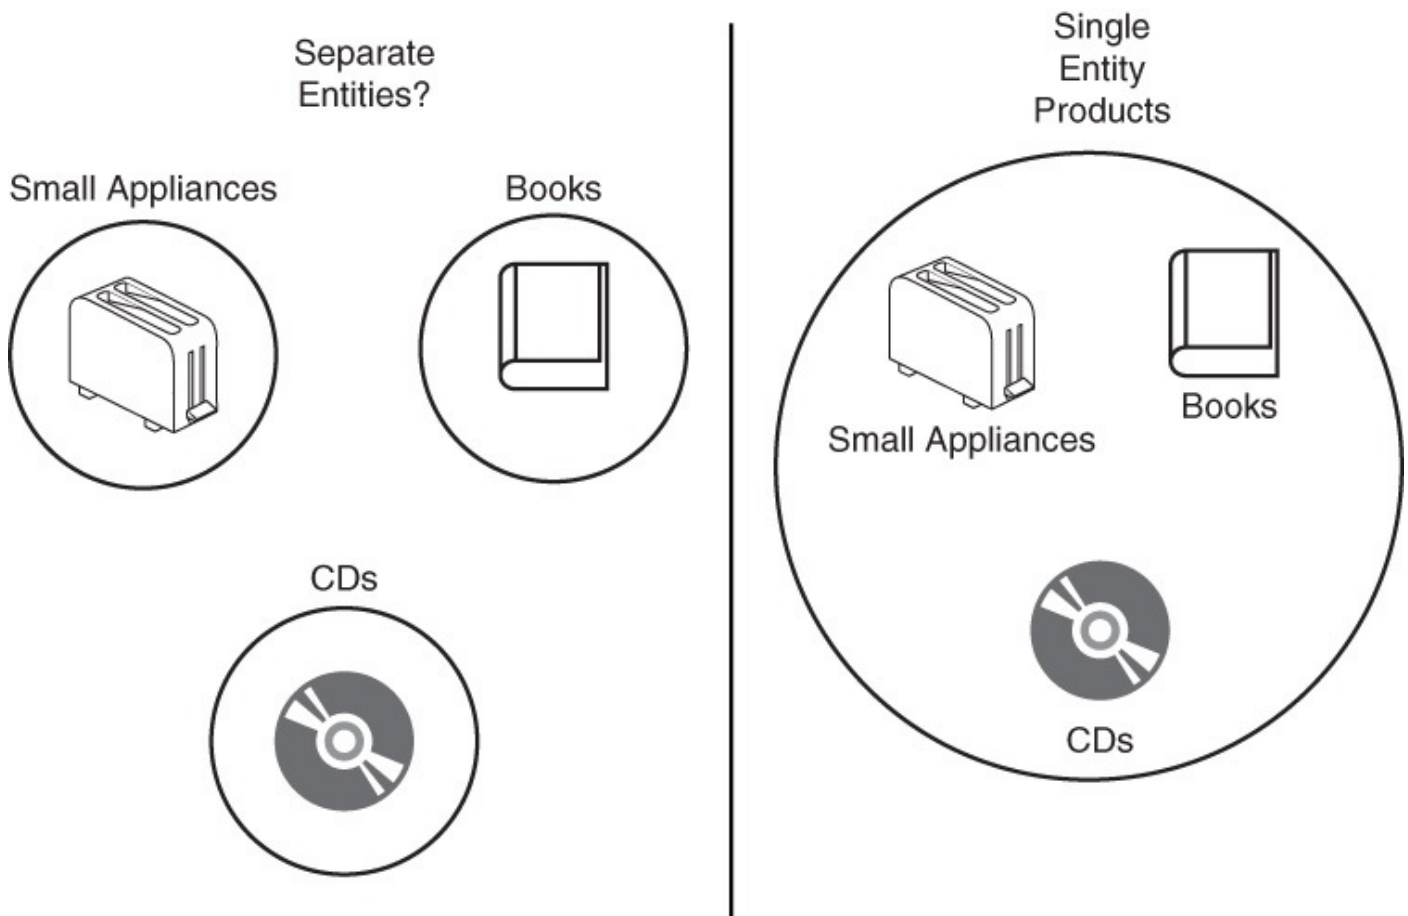 Separate
Entities?
Small Appliances
Books
CDs
Single
Entity
Products
Small Appliances
Books
CDs